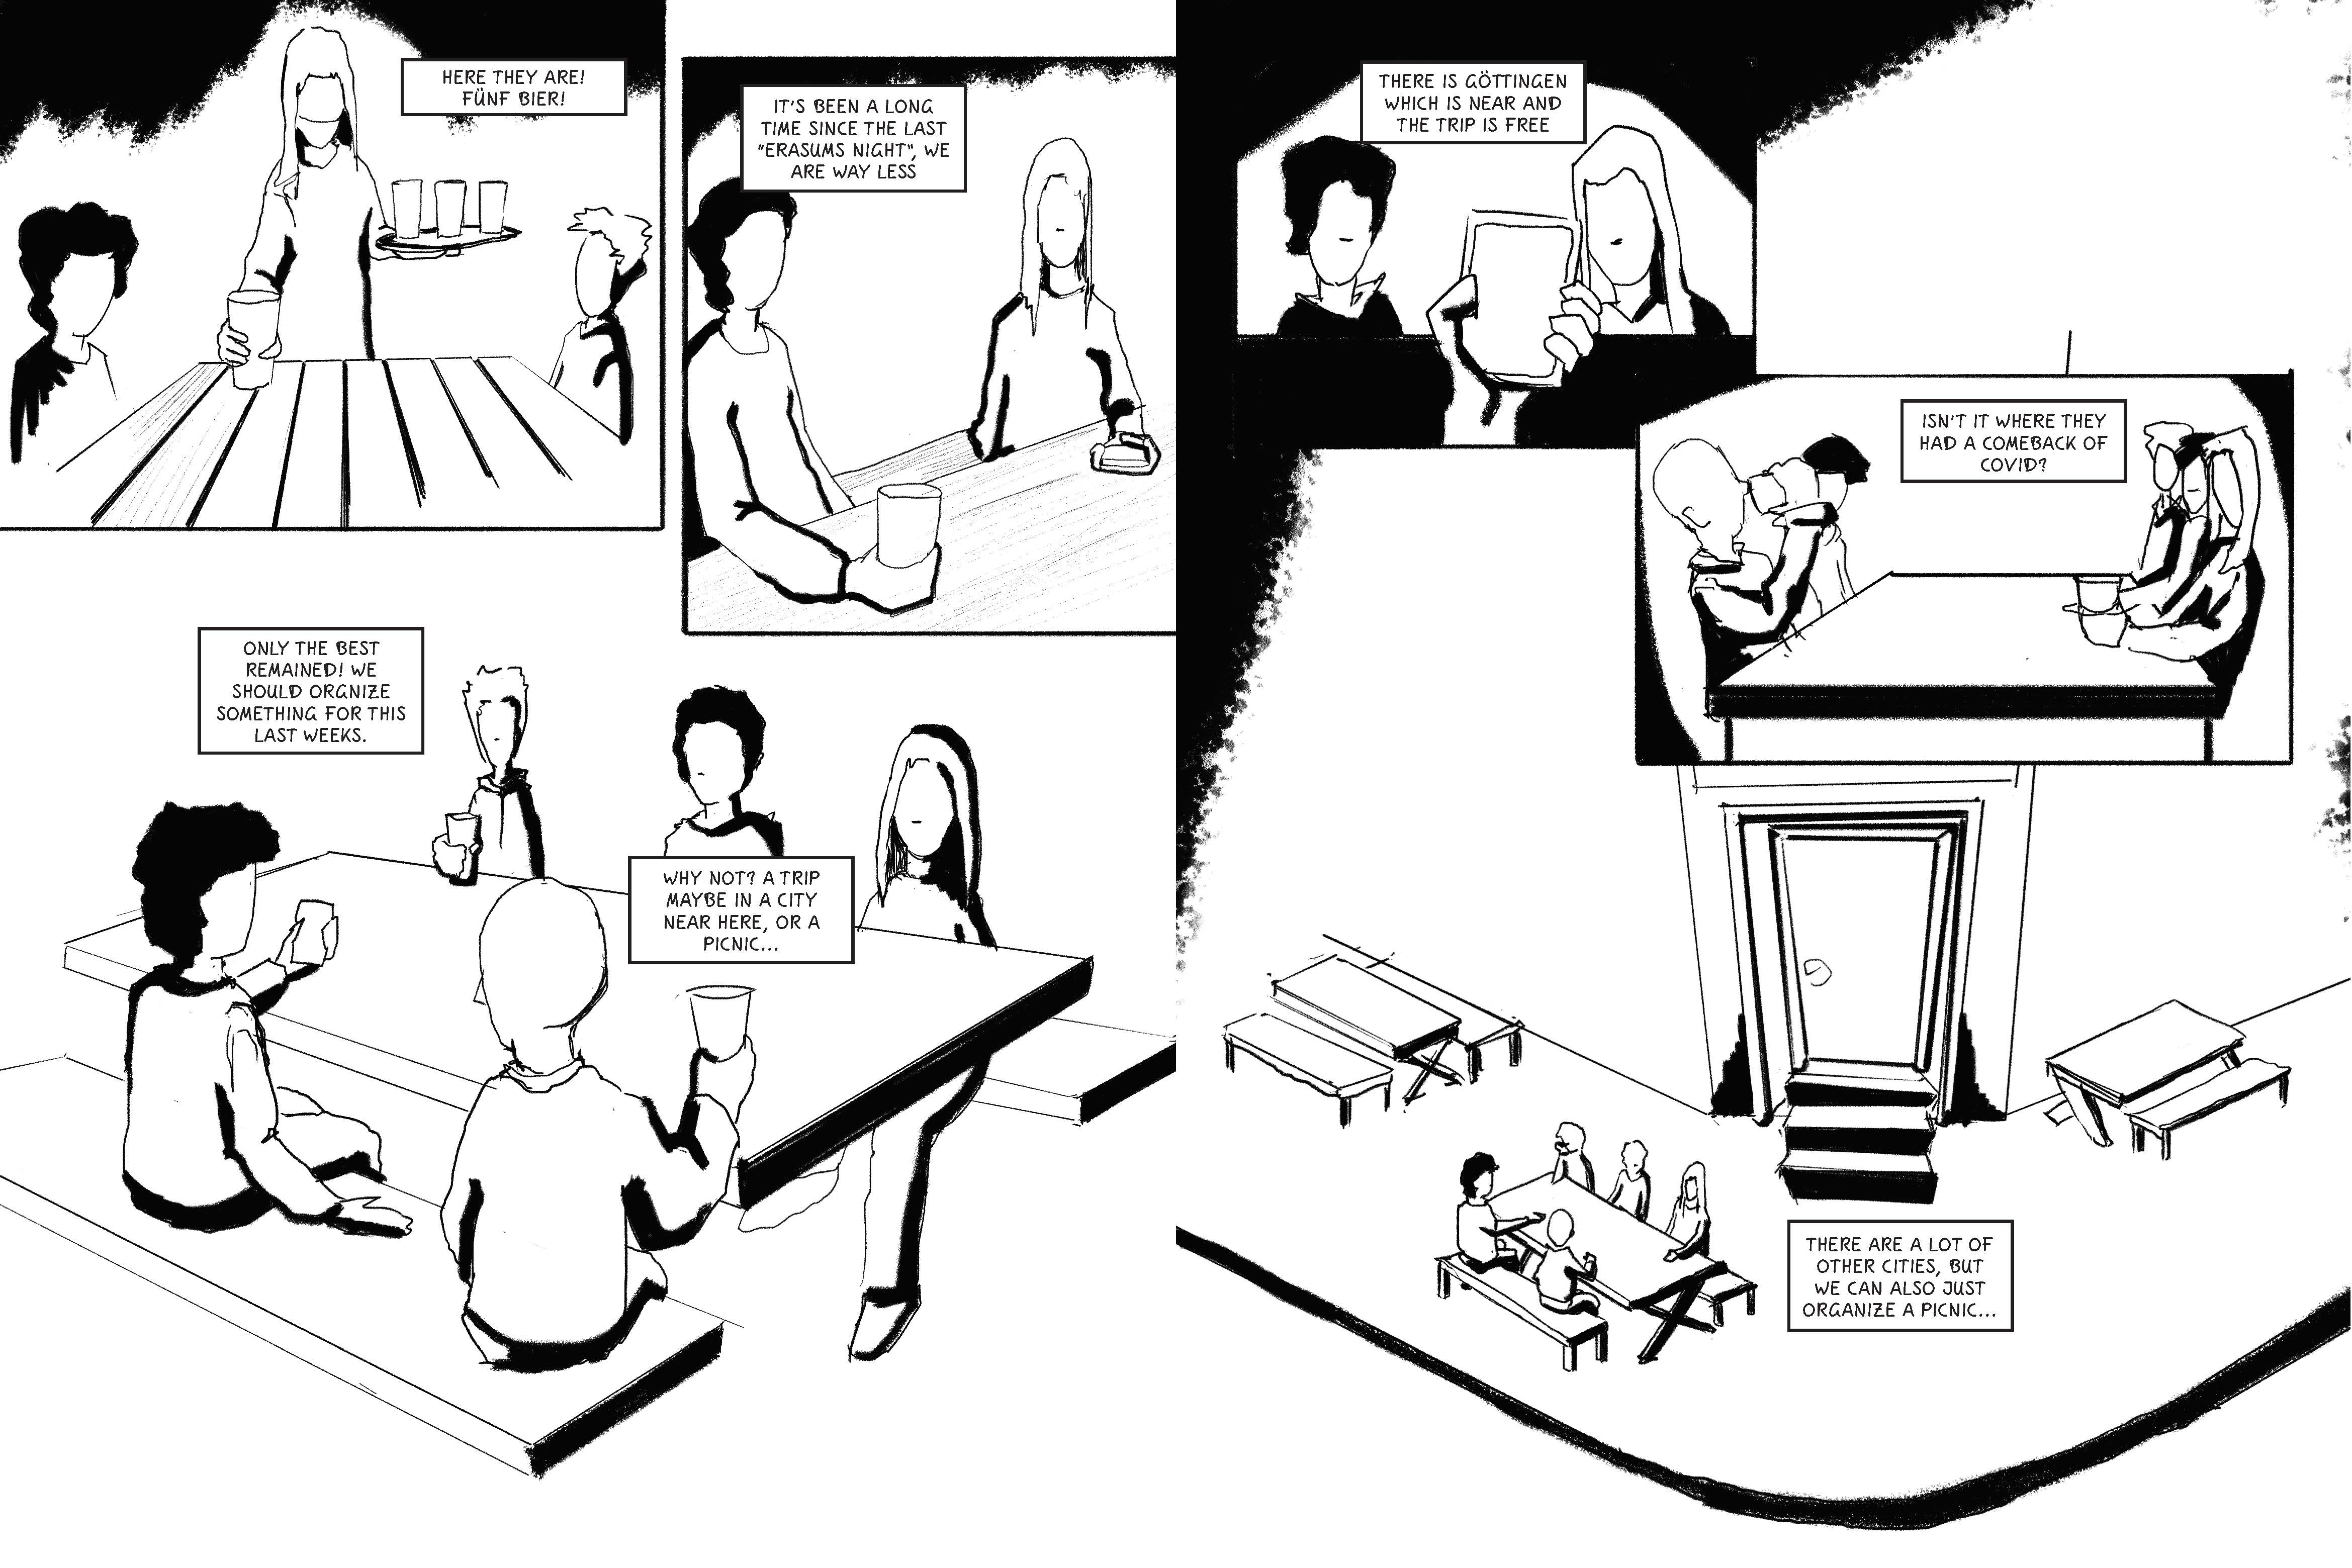 HERE THEY ARE!
FÜNF BIER!
IT'S BEEN A LONG
TIME SINCE THE LAST
"ERASUMS NIGHT", WE
ARE WAY LESS
ONLY THE BEST
REMAINED! WE
SHOULD ORGNIZE
SOMETHING FOR THIS
LAST WEEKS.
WHY NOT? A TRIP
MAYBE IN A CITY
NEAR HERE, OR A
PICNIC...
THERE IS GÖTTINGEN
WHICH IS NEAR AND
THE TRIP IS FREE
ISN'T IT WHERE THEY
HAD A COMEBACK OF
COVID?
THERE ARE A LOT OF
OTHER CITIES, BUT
WE CAN ALSO JUST
ORGANIZE A PICNIC...